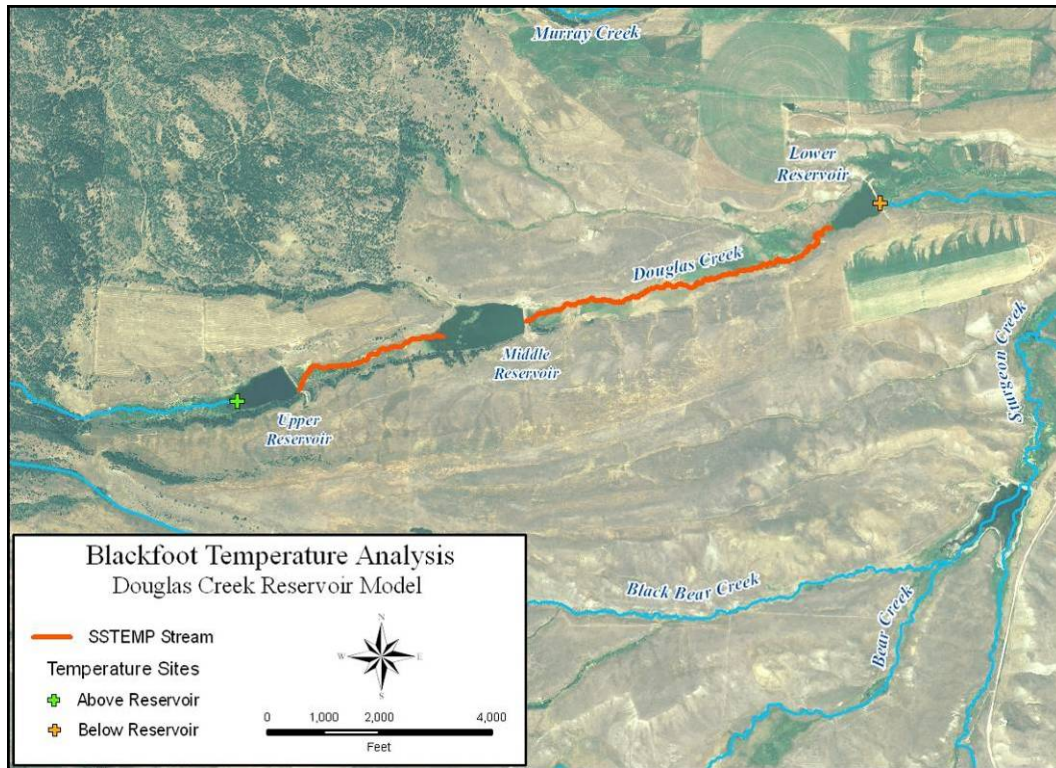 Murray Creek
Lower
Reservoir
Douglas Creek
Middle
Reservoir
Upper
Reservoir
Sturgeon Creek
Black Bear Creek
Bear Creek
Blackfoot Temperature Analysis
Douglas Creek Reservoir Model
SSTEMP Stream
Temperature Sites
Above Reservoir
Below Reservoir
N
W E
S
0 1,000 2,000 4,000
Feet